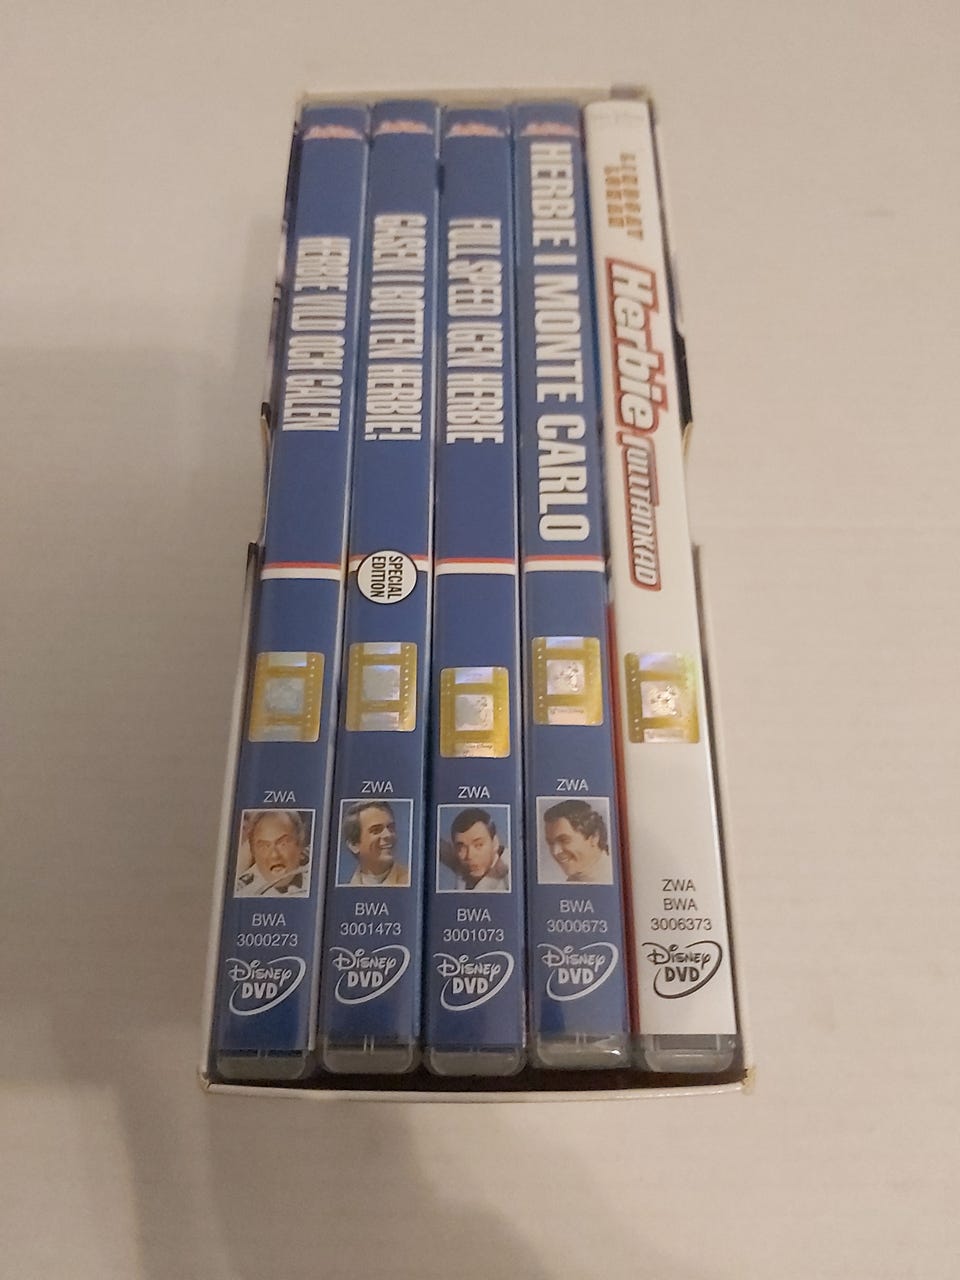 HERBIE VILD OCH GALEN
ZWA
BWA
3000273
DISNEY
DVD
GASEN I BOTTEN HERBIE!
SPECIAL
EDITION
ZWA
BWA
3001473
DISNEY
DVD
FULL SPEED IGEN HERBIE
ZWA
BWA
3001073
DISNEY
DVD
HERBIE I MONTE CARLO
ZWA
BWA
3000673
DISNEY
DVD
LINDSAY
LOHAN
Herbie FULLTANKAD
ZWA
BWA
3006373
DISNEY
DVD